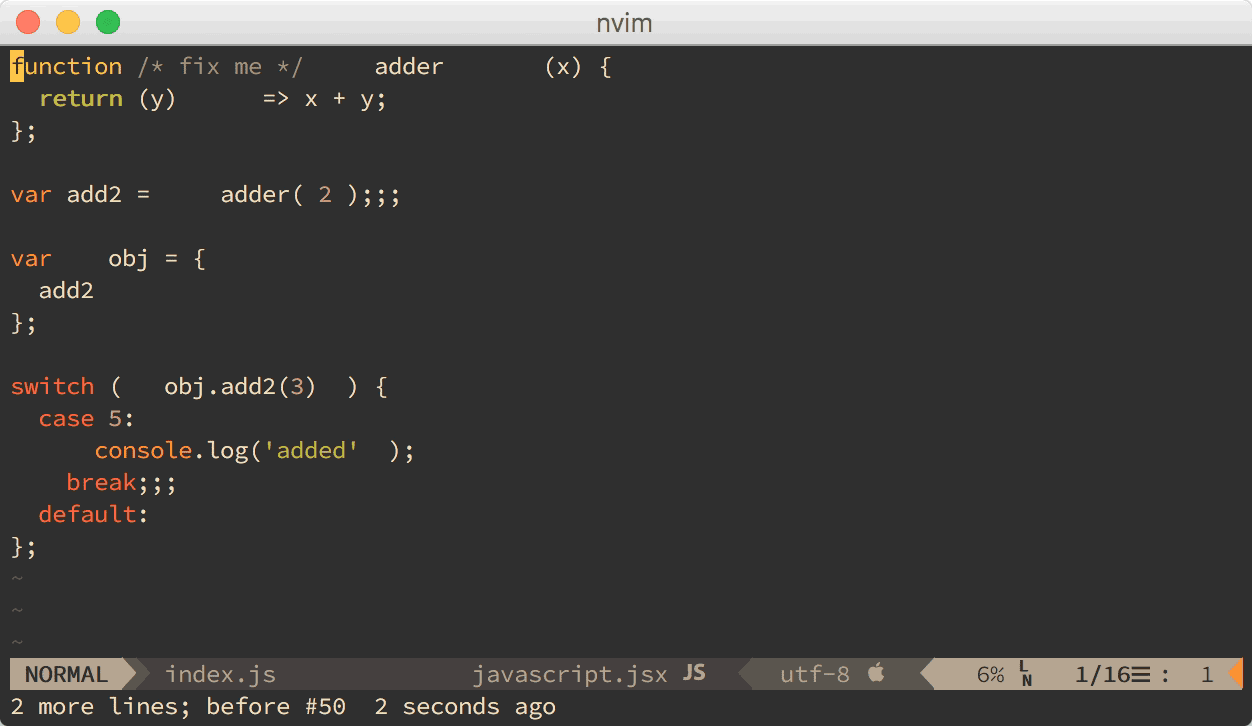 nvim
function /* fix me */     adder       (x) {
  return (y)      => x + y;
};

var add2 =     adder( 2 );;;

var    obj = {
  add2
};

switch (   obj.add2(3)  ) {
  case 5:
      console.log('added'  );
    break;;;
  default:
};
~
~
~
NORMAL index.js javascript.jsx JS utf-8 6% LN 1/16☰ : 1
2 more lines; before #50  2 seconds ago